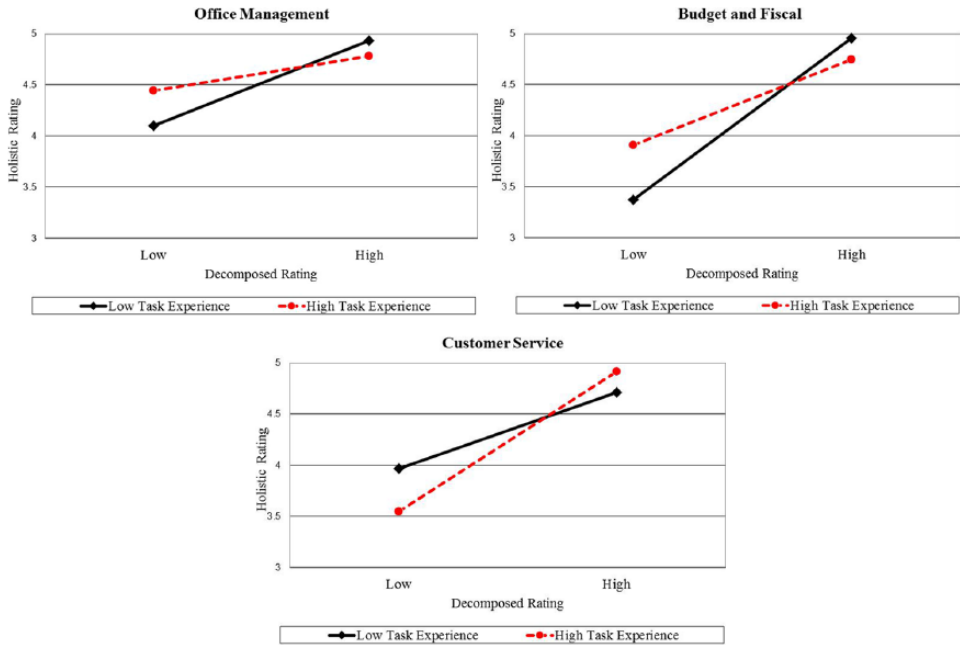 Office Management
5
4.5
4
3.5
3
Holistic Rating
Low
High
Decomposed Rating
Low Task Experience
High Task Experience
Budget and Fiscal
5
4.5
4
3.5
3
Holistic Rating
Low
High
Decomposed Rating
Low Task Experience
High Task Experience
Customer Service
5
4.5
4
3.5
3
Holistic Rating
Low
High
Decomposed Rating
Low Task Experience
High Task Experience